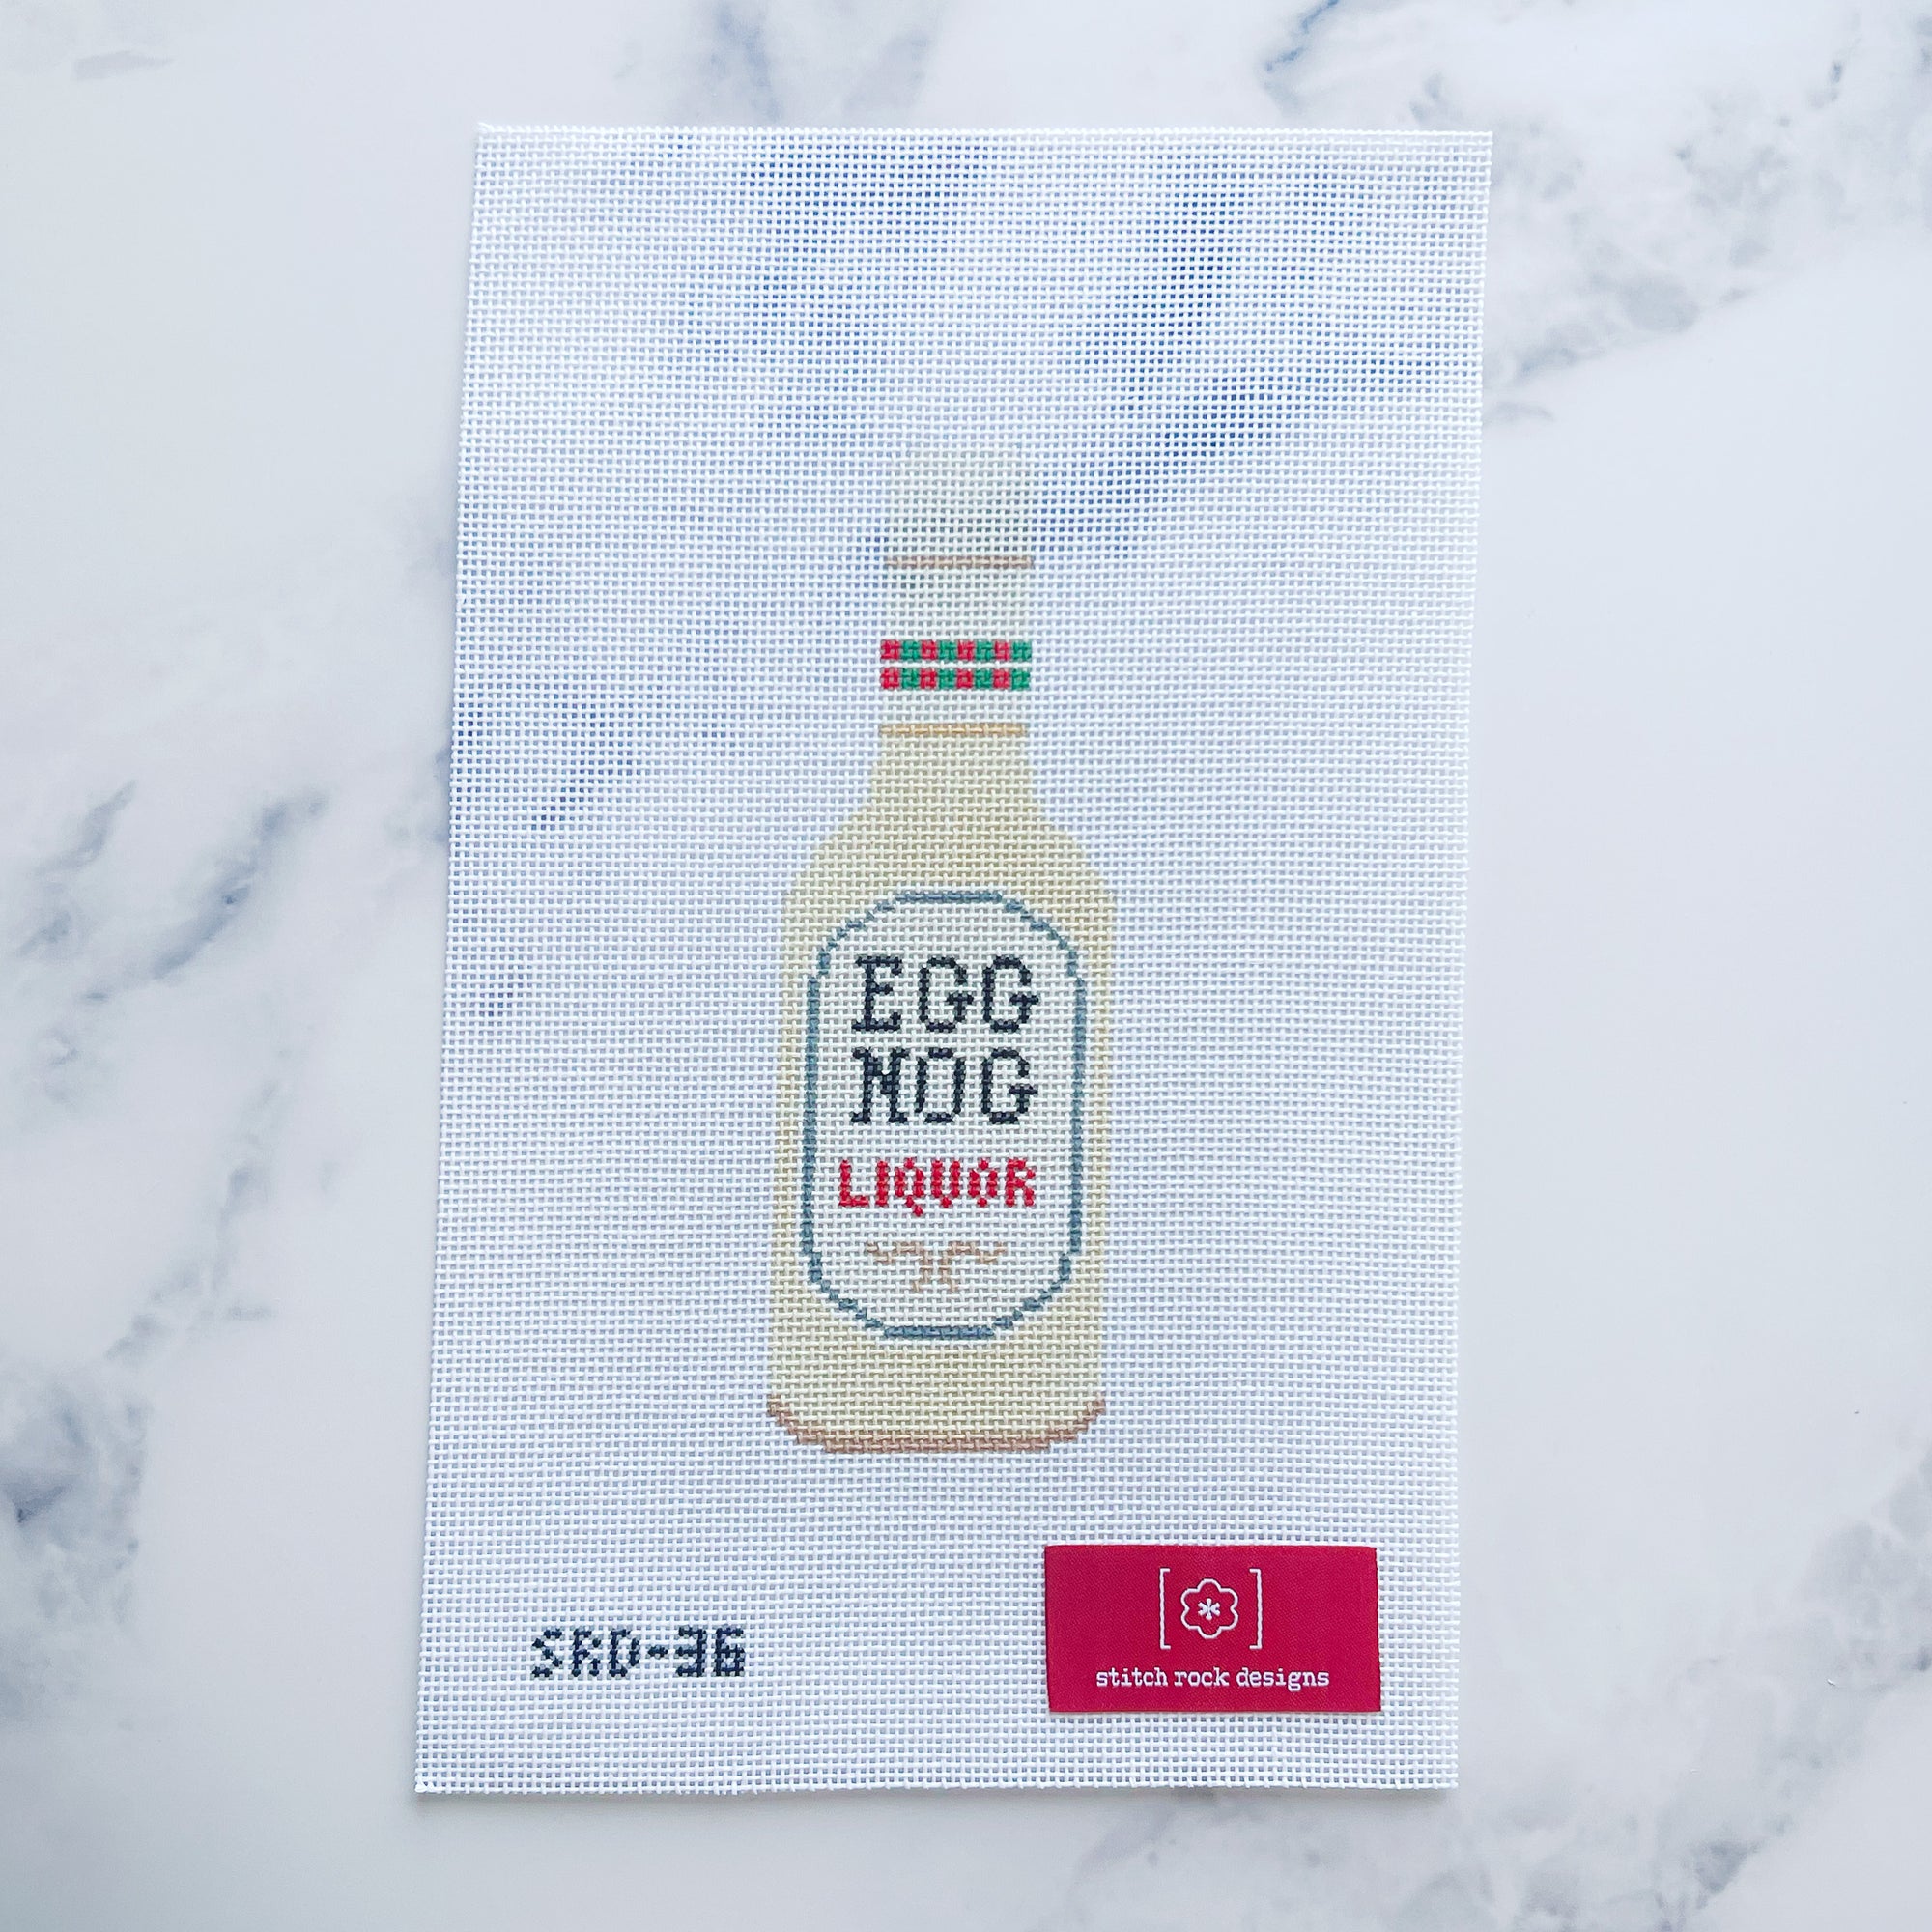 EGG
NOG
LIQUOR
SRD-36
stitch rock designs